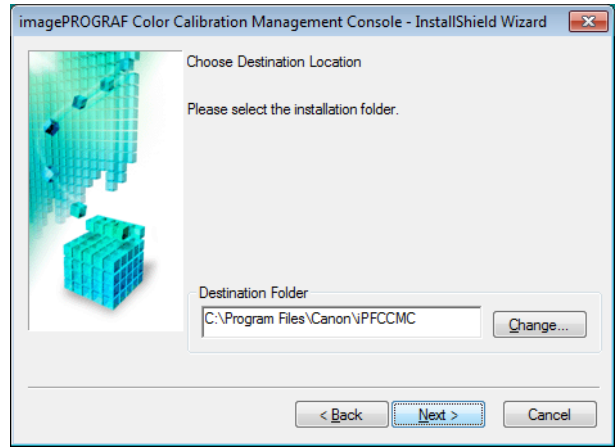 imagePROGRAF Color Calibration Management Console - InstallShield Wizard
Choose Destination Location
Please select the installation folder.
Destination Folder
C:\Program Files\Canon\iPFCCMC
Change...
< Back
Next >
Cancel